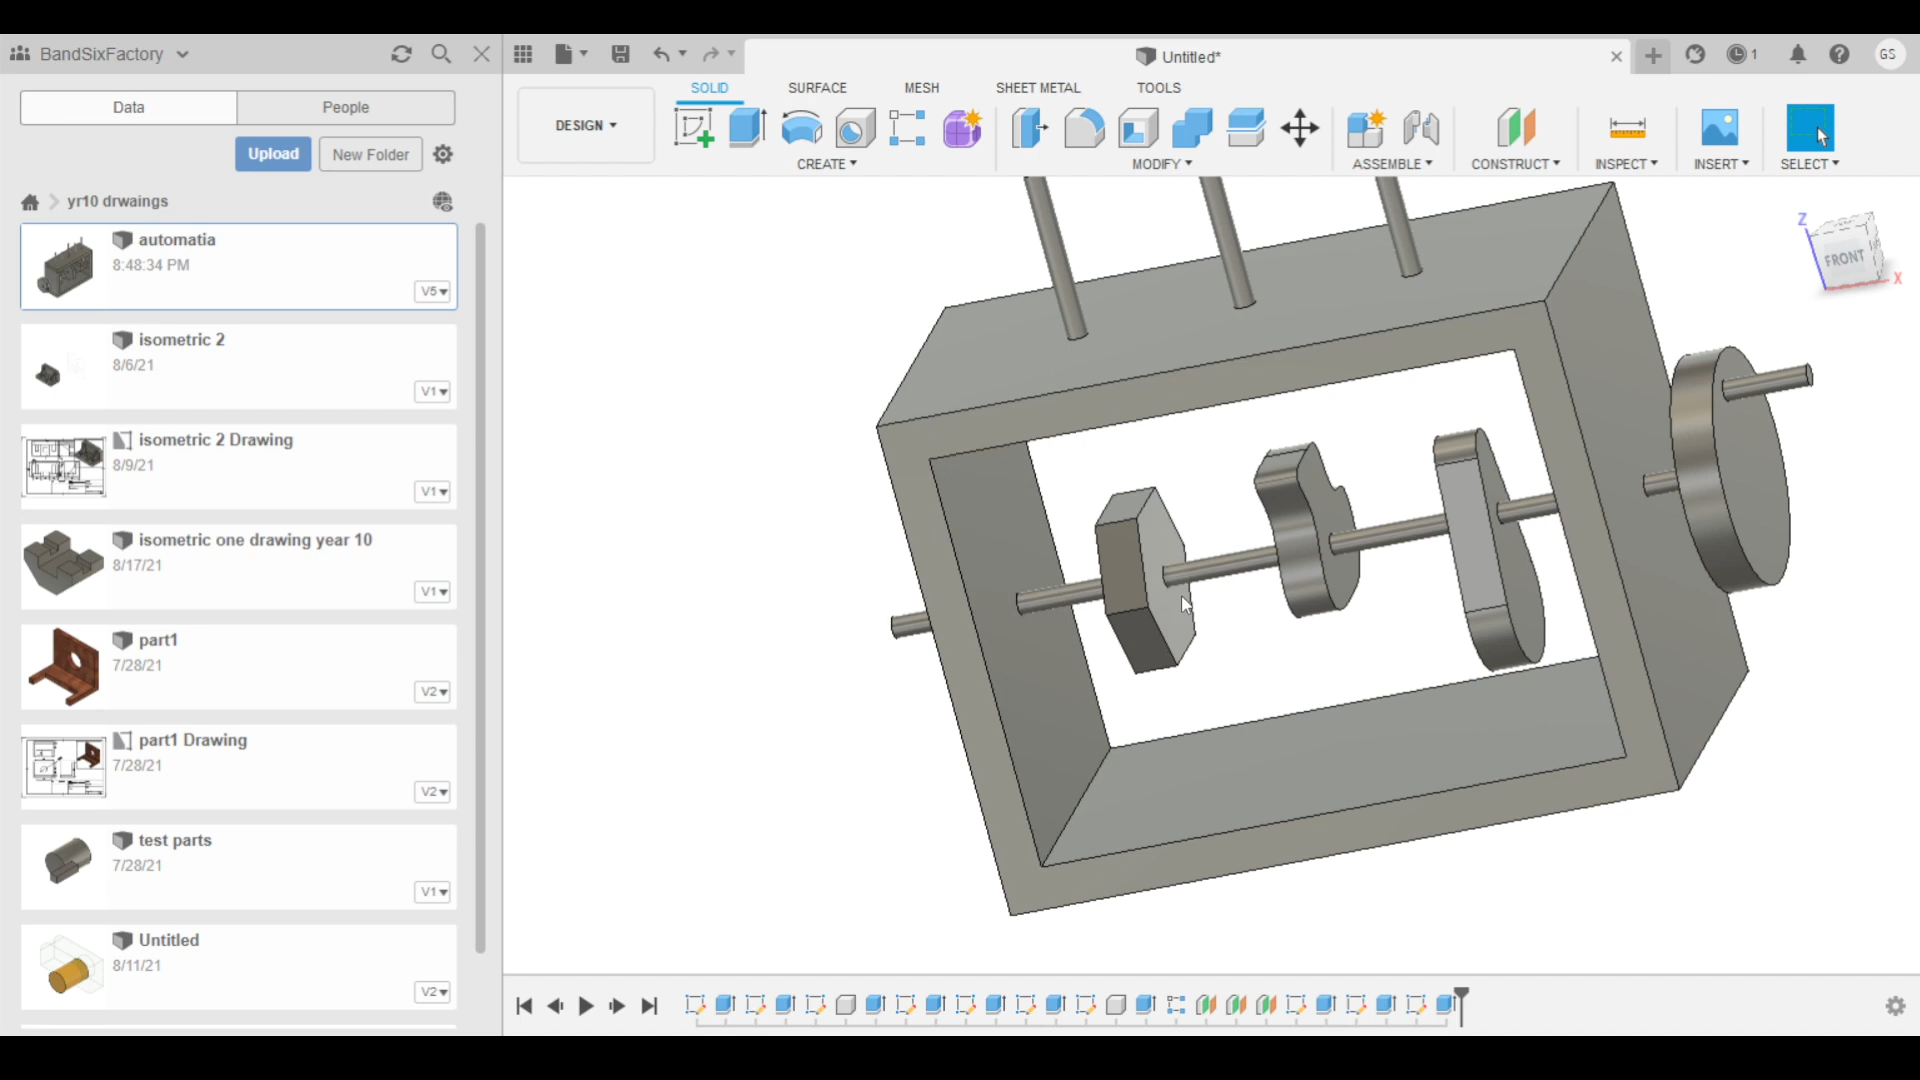 BandSixFactory
Untitled*
1
GS
Data
People
Upload
New Folder
yr10 drwaings
automatia
8:48:34 PM
V5
isometric 2
8/6/21
V1
isometric 2 Drawing
8/9/21
V1
isometric one drawing year 10
8/17/21
V1
part1
7/28/21
V2
part1 Drawing
7/28/21
V2
test parts
7/28/21
V1
Untitled
8/11/21
V2
DESIGN
SOLID
SURFACE
MESH
SHEET METAL
TOOLS
CREATE
MODIFY
ASSEMBLE
CONSTRUCT
INSPECT
INSERT
SELECT
Z
FRONT
X